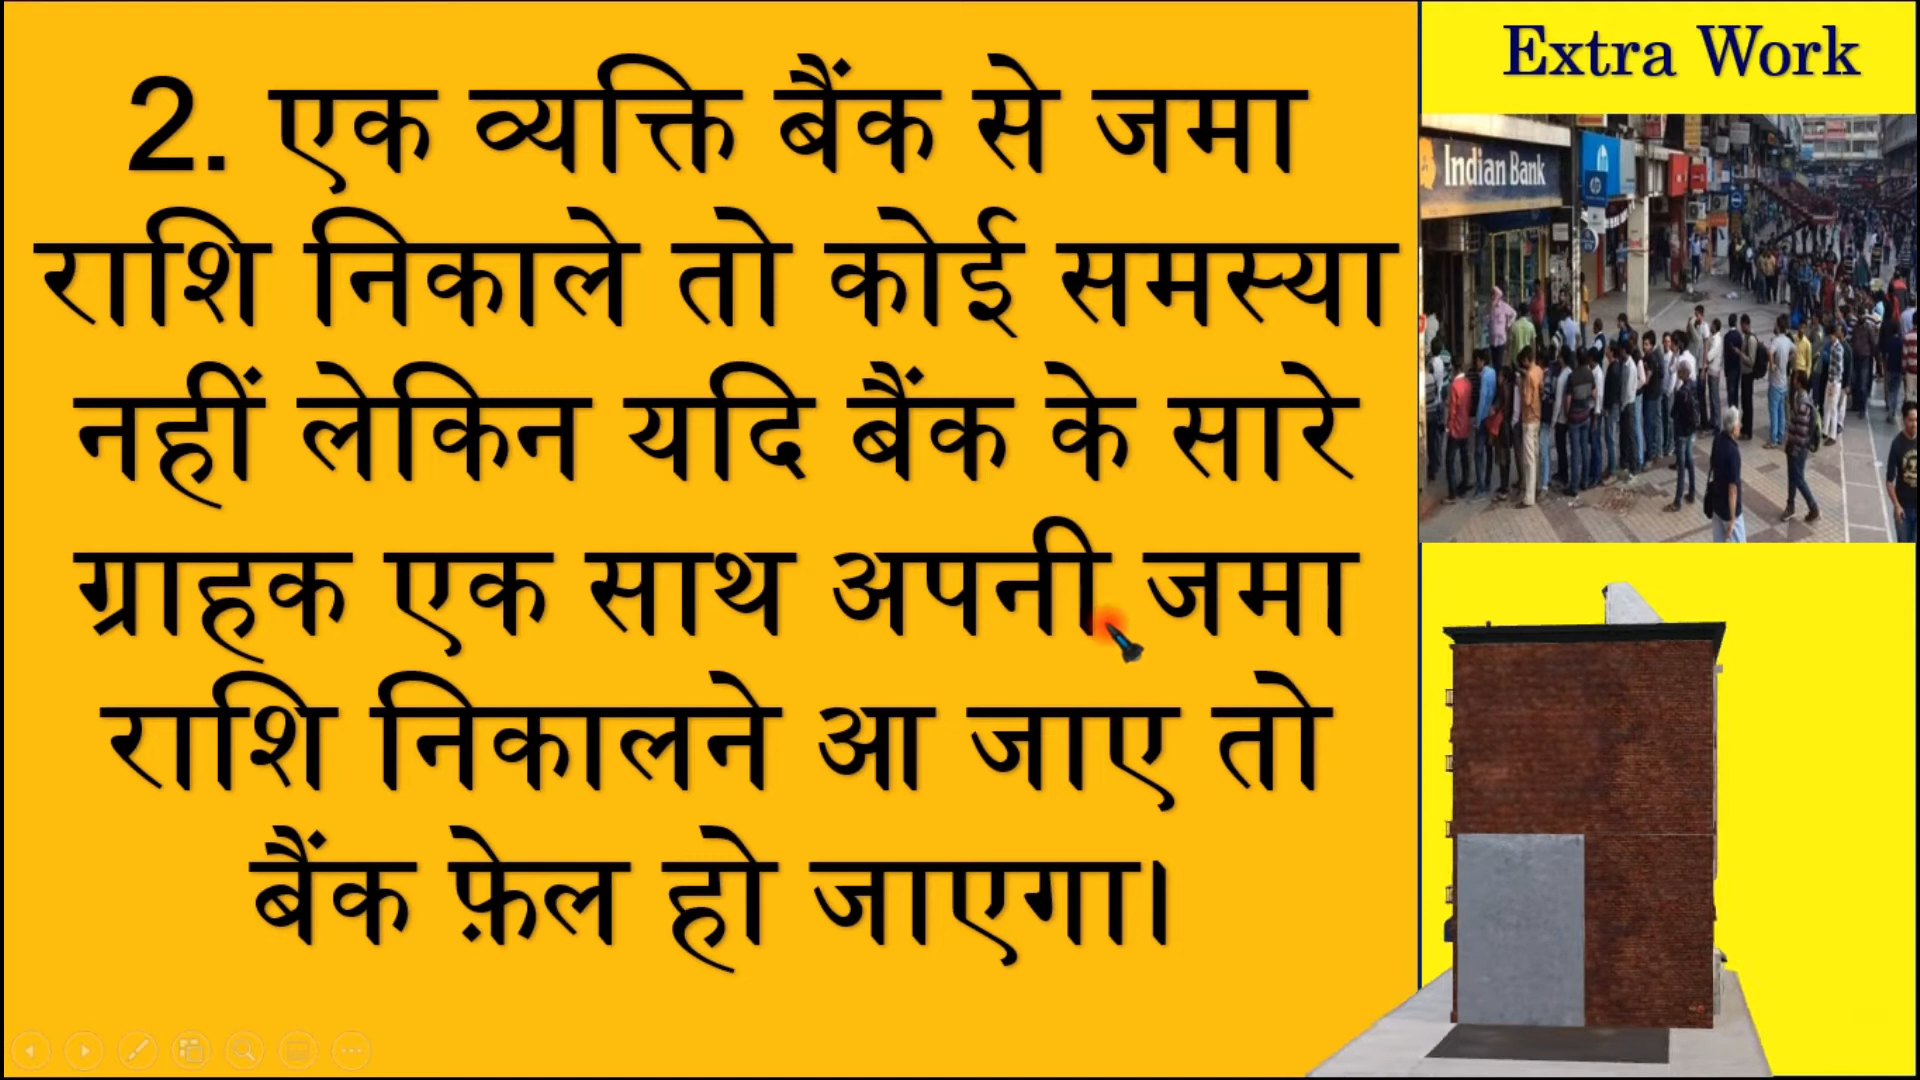 2. एक व्यक्ति बैंक से जमा
राशि निकाले तो कोई समस्या
नहीं लेकिन यदि बैंक के सारे
ग्राहक एक साथ अपनी जमा
राशि निकालने आ जाए तो
बैंक फ़ेल हो जाएगा।
Extra Work
Indian Bank